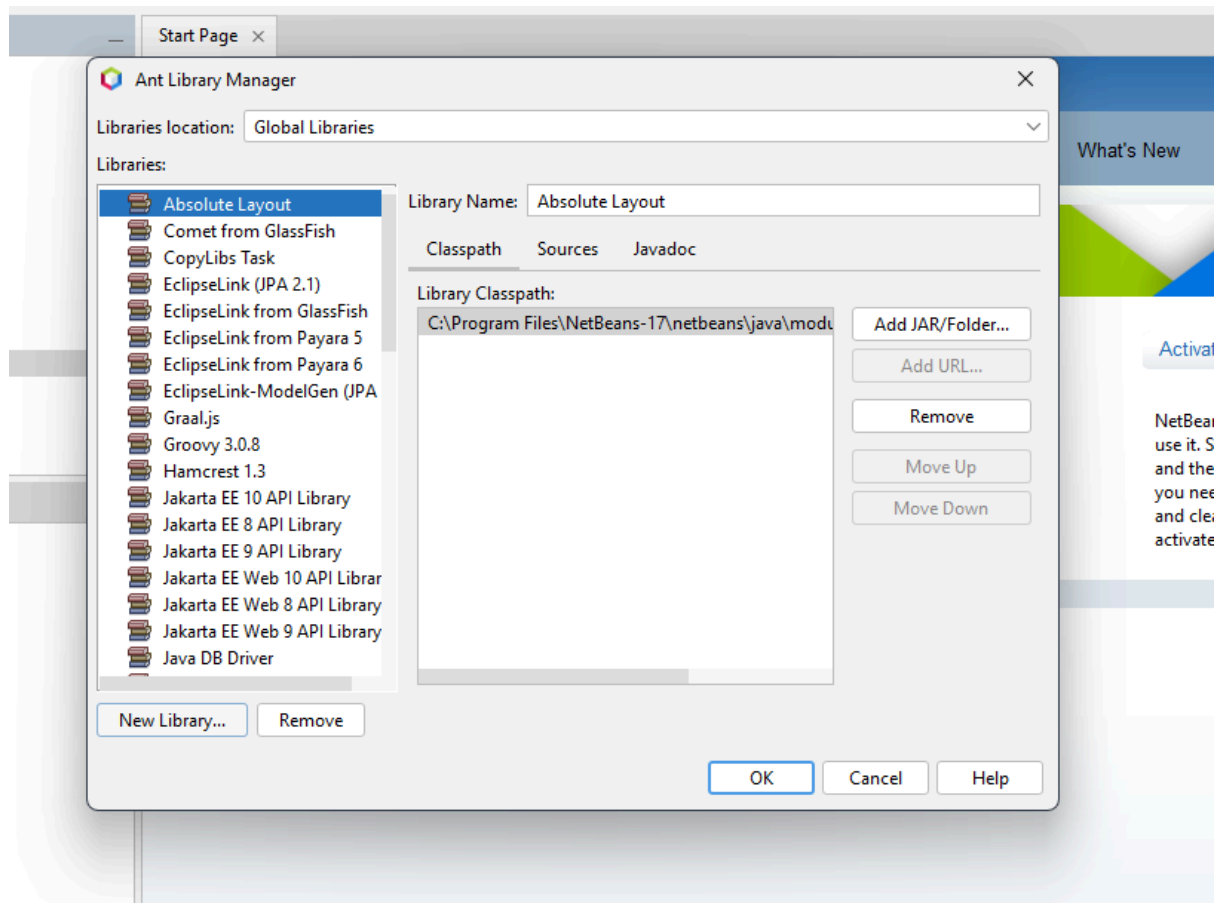 Start Page
Ant Library Manager
Libraries location: Global Libraries
What's New
Libraries:
Absolute Layout
Comet from GlassFish
CopyLibs Task
EclipseLink (JPA 2.1)
EclipseLink from GlassFish
EclipseLink from Payara 5
EclipseLink from Payara 6
EclipseLink-ModelGen (JPA
Graal.js
Groovy 3.0.8
Hamcrest 1.3
Jakarta EE 10 API Library
Jakarta EE 8 API Library
Jakarta EE 9 API Library
Jakarta EE Web 10 API Librar
Jakarta EE Web 8 API Library
Jakarta EE Web 9 API Library
Java DB Driver
New Library... Remove
Library Name: Absolute Layout
Classpath Sources Javadoc
Library Classpath:
C:\Program Files\NetBeans-17\netbeans\java\modu
Add JAR/Folder...
Add URL...
Remove
Move Up
Move Down
OK Cancel Help
Activat
NetBear
use it. S
and the
you nee
and clea
activate